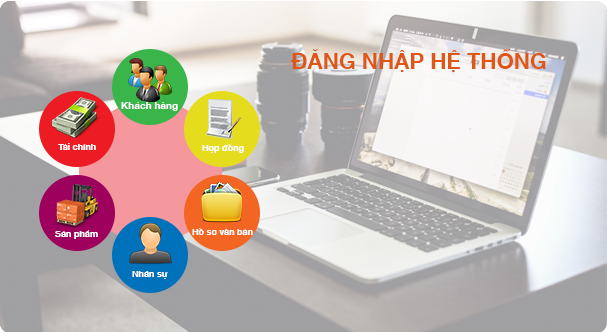 ĐĂNG NHẬP HỆ THỐNG
Khách hàng
Tài chính
Hợp đồng
Sản phẩm
Hồ sơ văn bản
Nhân sự